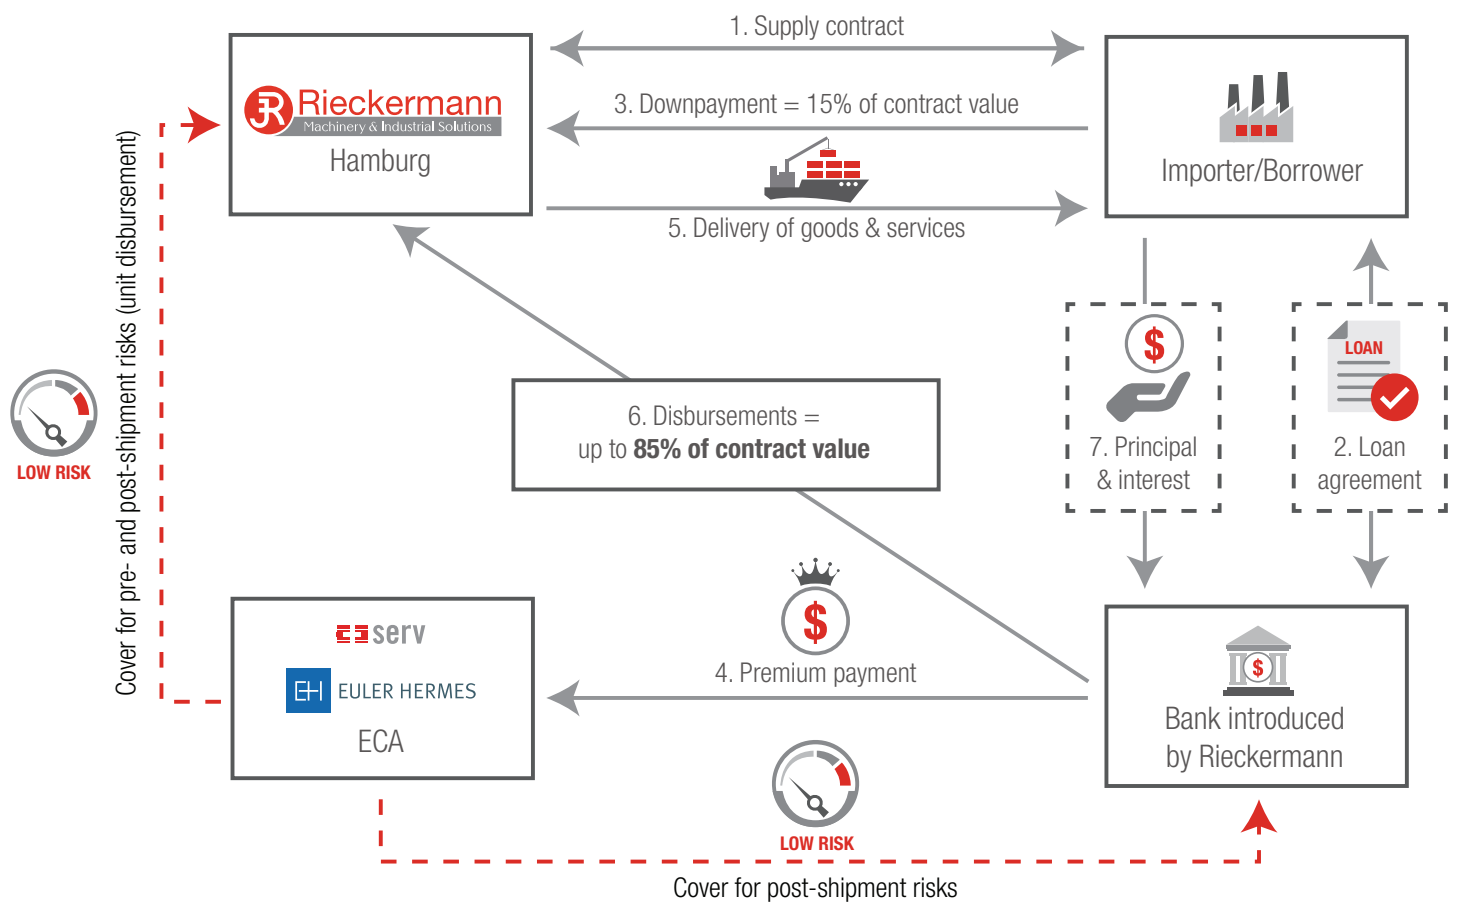 1. Supply contract
Rieckermann
Machinery & Industrial Solutions
Hamburg
3. Downpayment = 15% of contract value
Importer/Borrower
5. Delivery of goods & services
Cover for pre- and post-shipment risks (unit disbursement)
LOW RISK
6. Disbursements =
up to 85% of contract value
$
7. Principal
& interest
LOAN
2. Loan
agreement
serv
EH EULER HERMES
ECA
$
4. Premium payment
$
Bank introduced
by Rieckermann
LOW RISK
Cover for post-shipment risks